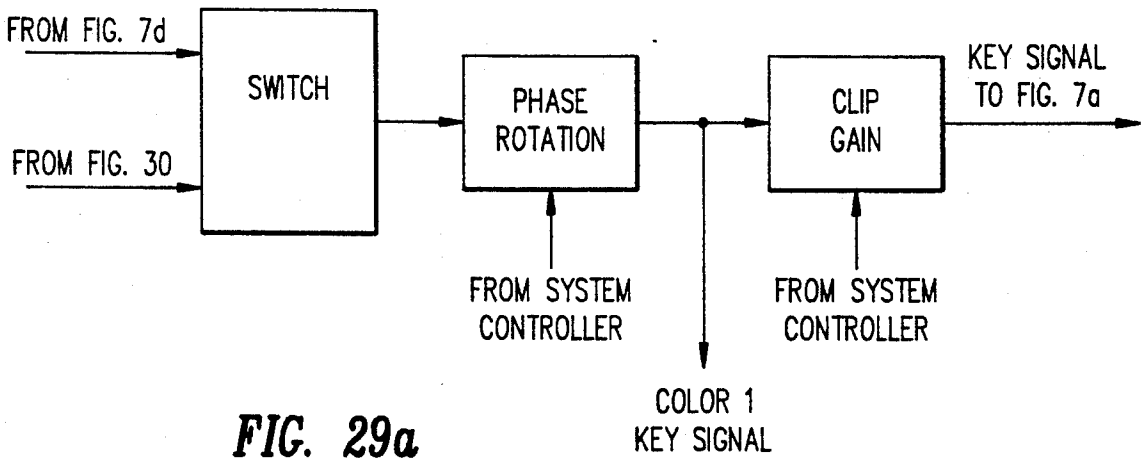 FROM FIG. 7d
SWITCH
FROM FIG. 30
PHASE
ROTATION
CLIP
GAIN
KEY SIGNAL
TO FIG. 7a
FROM SYSTEM
CONTROLLER
FROM SYSTEM
CONTROLLER
COLOR 1
KEY SIGNAL
FIG. 29a